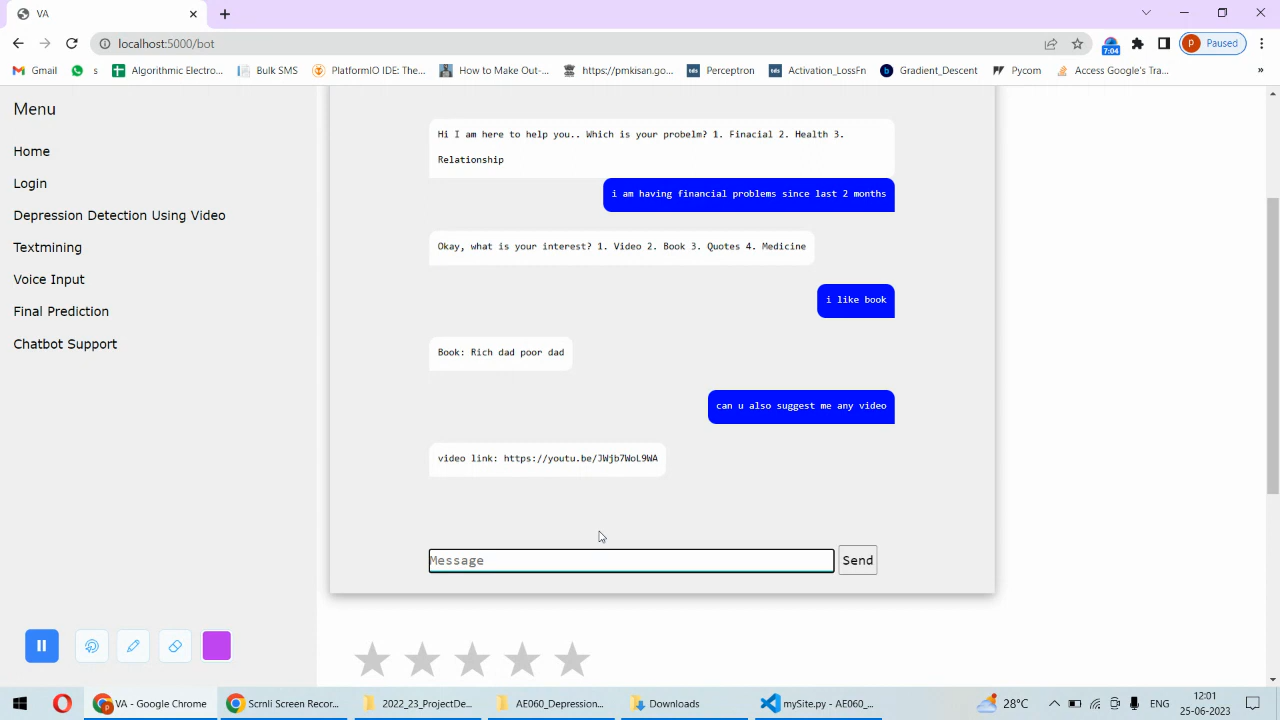 VA
localhost:5000/bot
7:04
p
Paused
Gmail
s
Algorithmic Electro...
Bulk SMS
PlatformIO IDE: The...
How to Make Out-...
https://pmkisan.go...
Perceptron
Activation_LossFn
Gradient_Descent
Pycom
Access Google's Tra...
»
Menu
Home
Login
Depression Detection Using Video
Textmining
Voice Input
Final Prediction
Chatbot Support
Hi I am here to help you.. Which is your probelm? 1. Finacial 2. Health 3.
Relationship
i am having financial problems since last 2 months
Okay, what is your interest? 1. Video 2. Book 3. Quotes 4. Medicine
i like book
Book: Rich dad poor dad
can u also suggest me any video
video link: https://youtu.be/JWjb7WoL9WA
Message
Send
VA - Google Chrome
Scrnli Screen Recor...
2022_23_ProjectDe...
AE060_Depression...
Downloads
mySite.py - AE060_...
28°C
12:01
25-06-2023